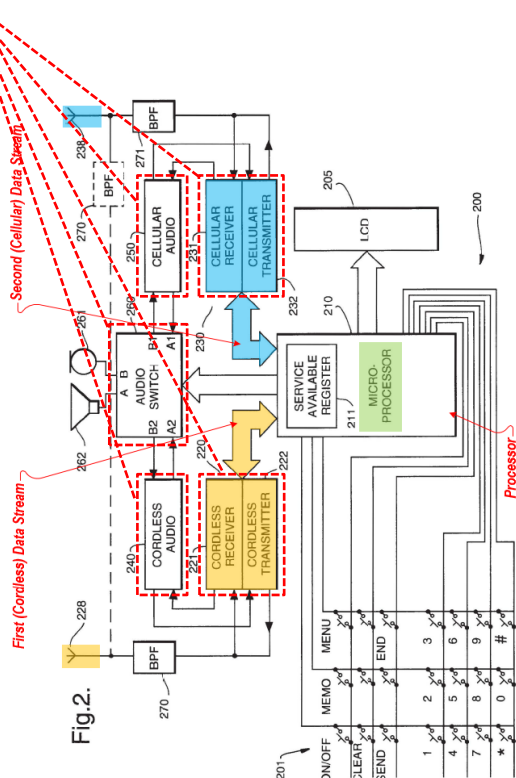 Second (Cellular) Data Stream
First (Cordless) Data Stream
Processor
Fig.2.
238
BPF
271
BPF
270
250
CELLULAR
AUDIO
231
CELLULAR
RECEIVER
CELLULAR
TRANSMITTER
232
230
205
LCD
200
261
262
260
B1
A1
A
B
AUDIO
SWITCH
B2
A2
210
SERVICE
AVAILABLE
REGISTER
211
MICRO-
PROCESSOR
220
240
CORDLESS
AUDIO
221
CORDLESS
RECEIVER
CORDLESS
TRANSMITTER
222
228
BPF
270
201
ON/OFF
MEMO
MENU
CLEAR
SEND
END
1
2
3
4
5
6
7
8
9
*
0
#